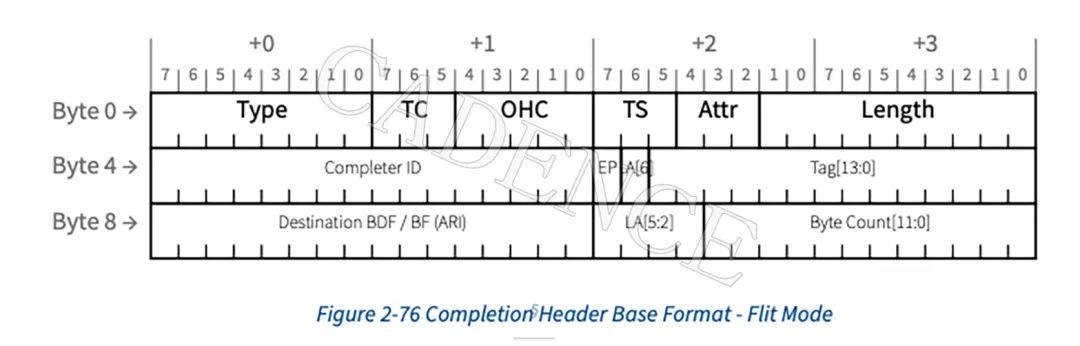 +0 +1 +2 +3
7 6 5 4 3 2 1 0 7 6 5 4 3 2 1 0 7 6 5 4 3 2 1 0 7 6 5 4 3 2 1 0
Byte 0 → Type TC OHC TS Attr Length
Byte 4 → Completer ID EP LA[6] Tag[13:0]
Byte 8 → Destination BDF / BF (ARI) LA[5:2] Byte Count[11:0]
CADENCE
Figure 2-76 Completion Header Base Format - Flit Mode